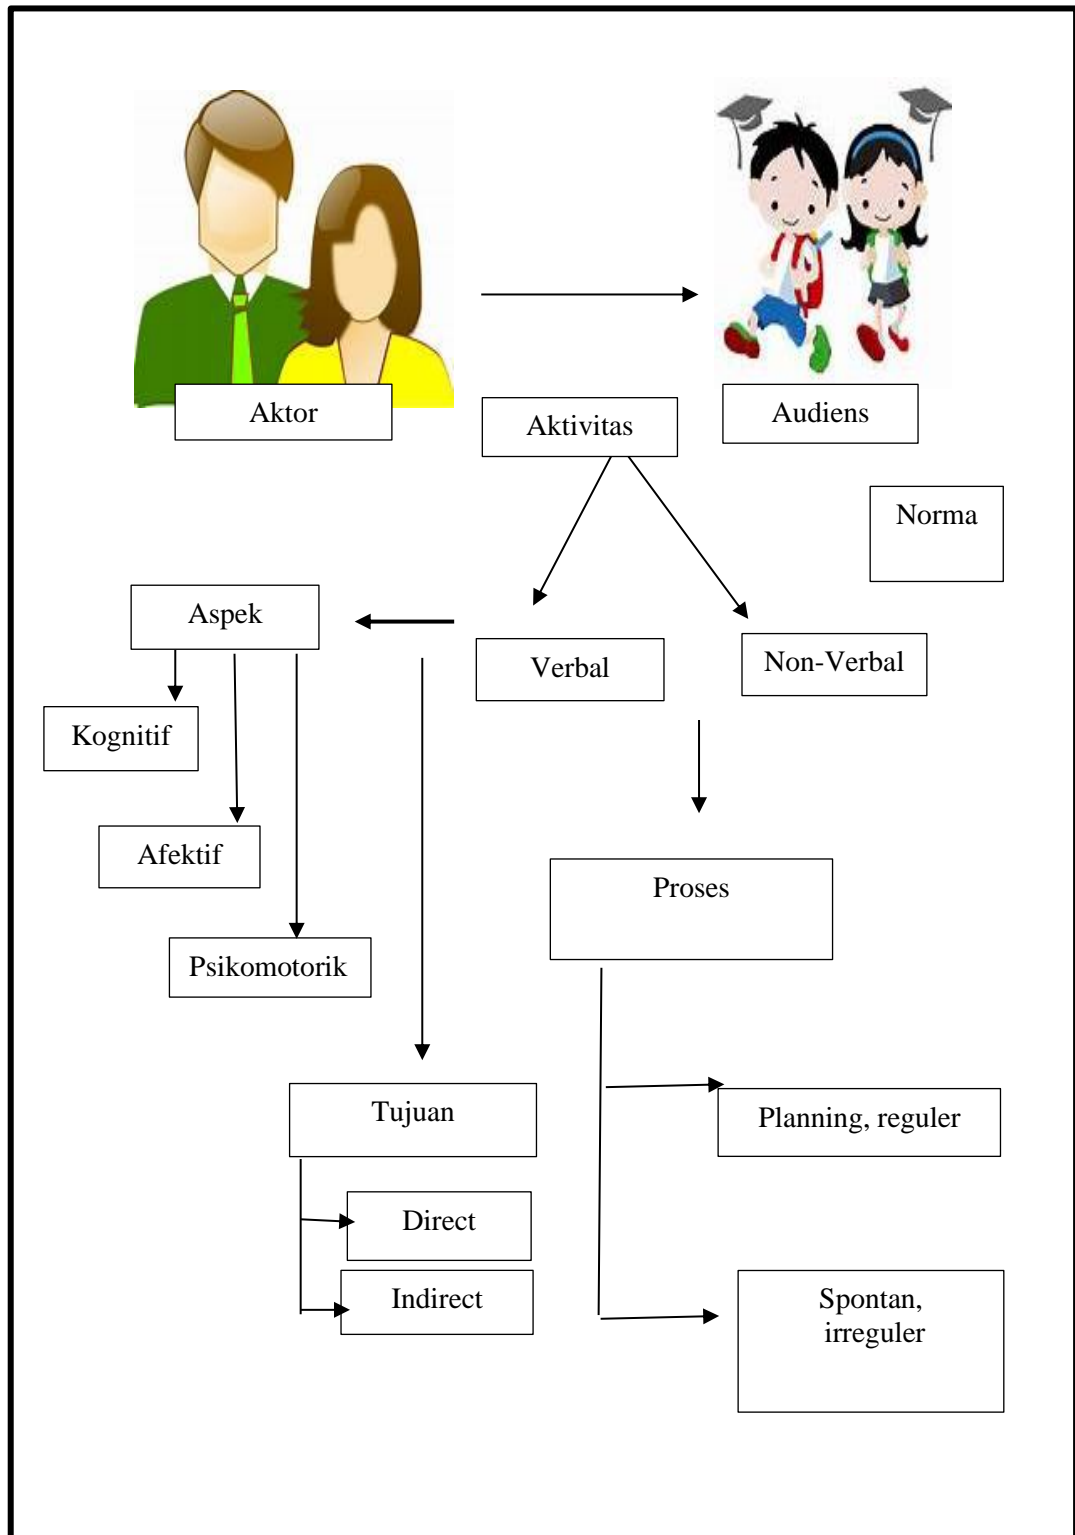 Aktor
Aktivitas
Audiens
Norma
Aspek
Verbal
Non-Verbal
Kognitif
Afektif
Proses
Psikomotorik
Tujuan
Planning, reguler
Direct
Indirect
Spontan,
irreguler